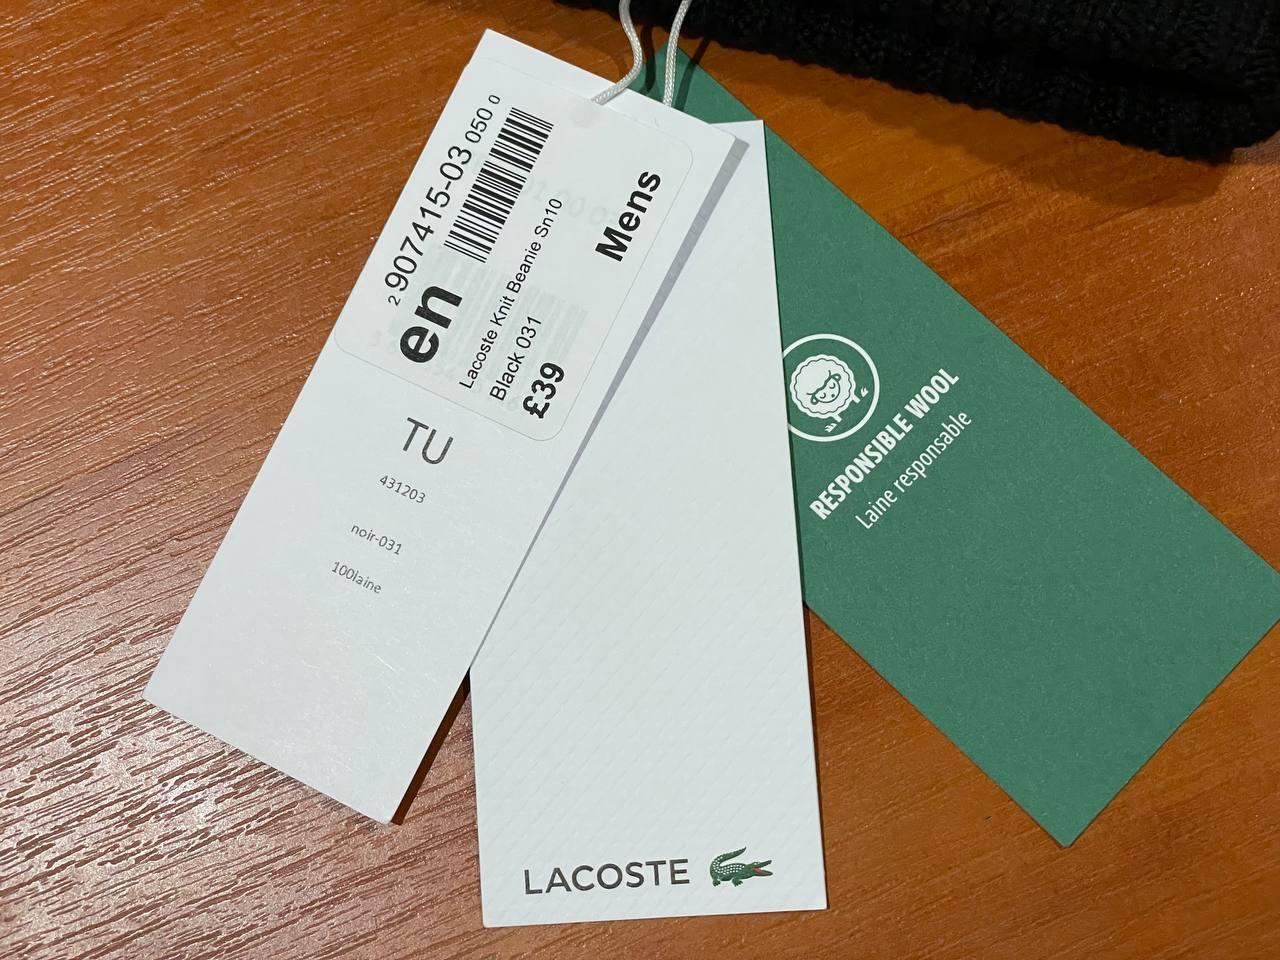 2 907415-03 050 0
en
Lacoste Knit Beanie Sn10
Black 031
£39
Mens
TU
431203
noir-031
100laine
LACOSTE
RESPONSIBLE WOOL
Laine responsable